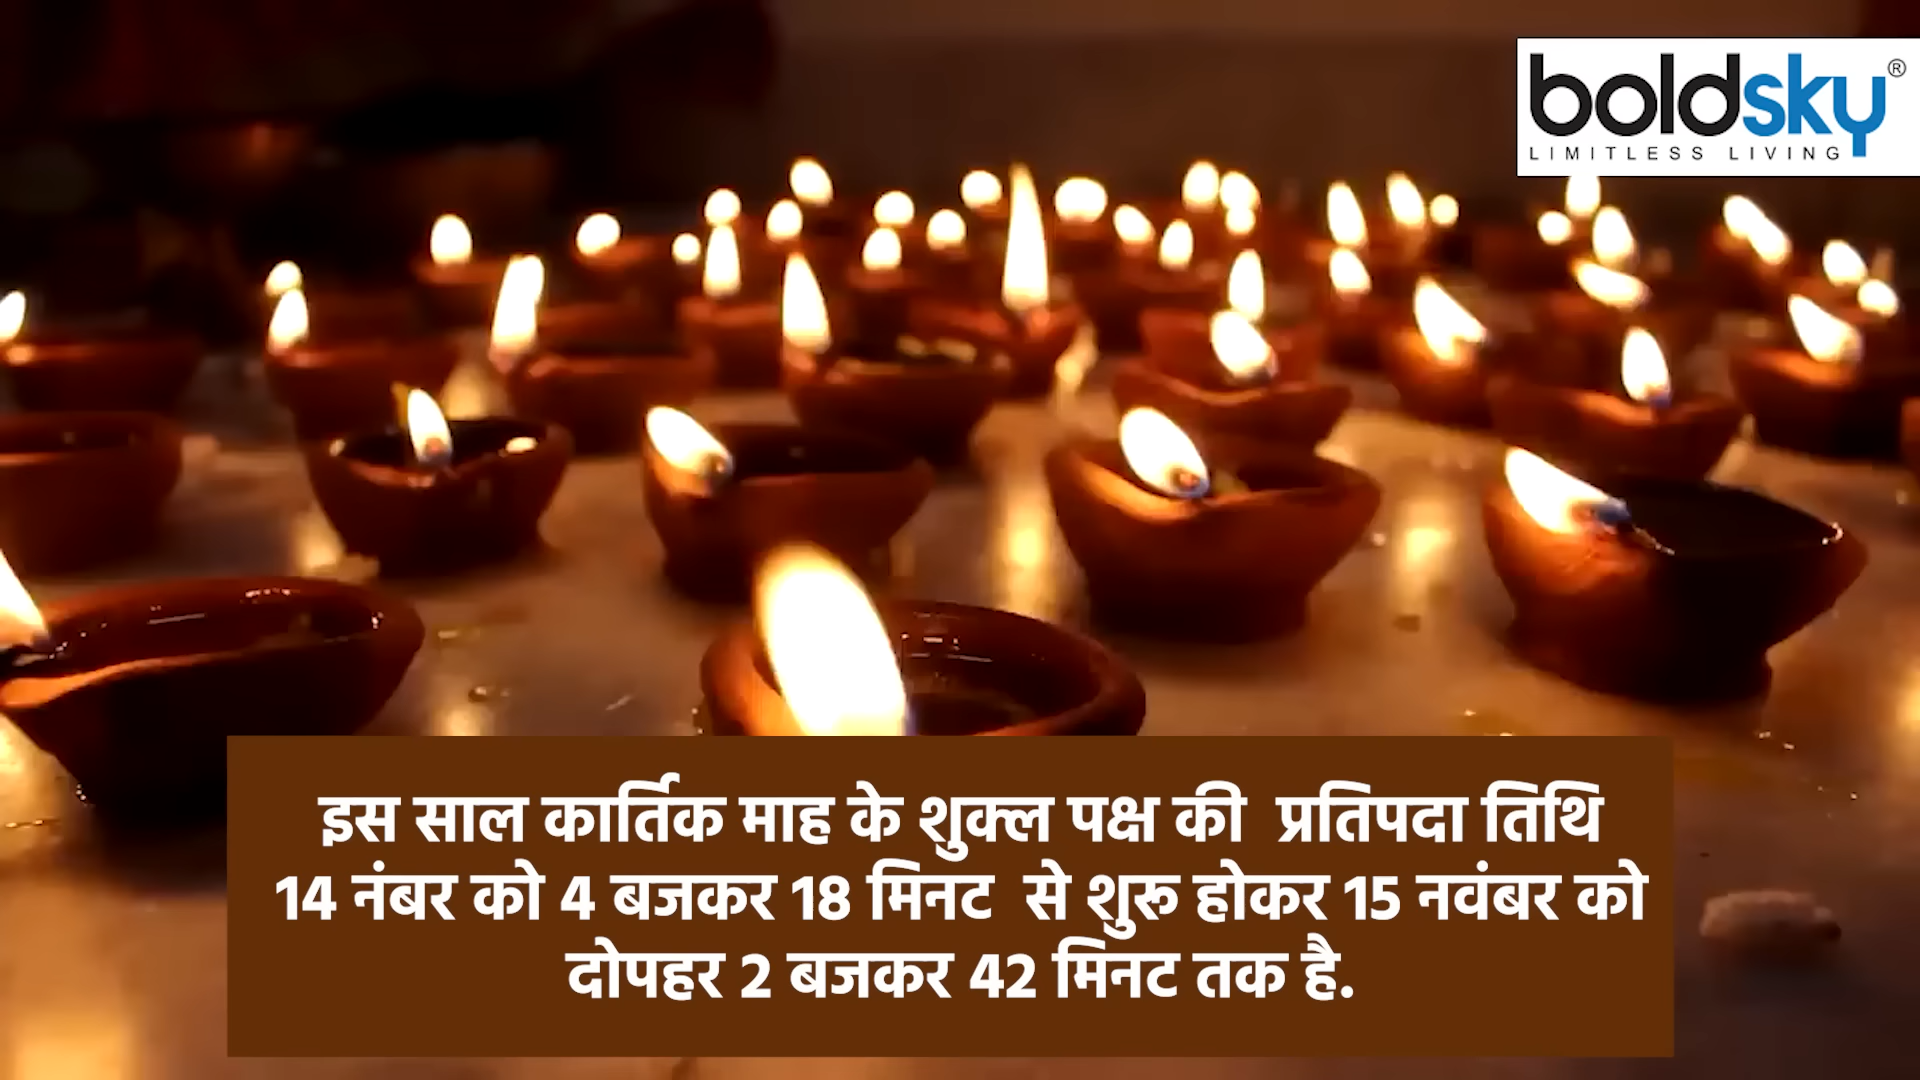 boldsky®
LIMITLESS LIVING
इस साल कार्तिक माह के शुक्ल पक्ष की प्रतिपदा तिथि
14 नंबर को 4 बजकर 18 मिनट से शुरू होकर 15 नवंबर को
दोपहर 2 बजकर 42 मिनट तक है.